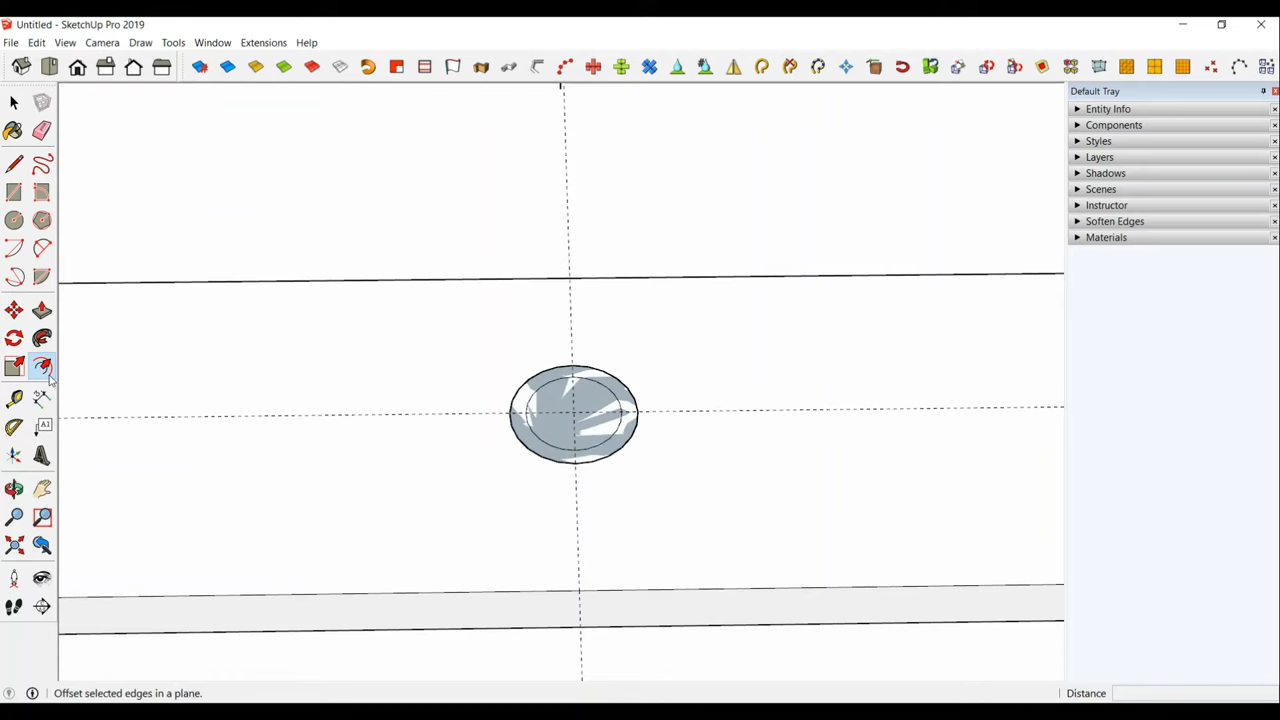 Untitled - SketchUp Pro 2019
File Edit View Camera Draw Tools Window Extensions Help
Default Tray
Entity Info
Components
Styles
Layers
Shadows
Scenes
Instructor
Soften Edges
Materials
A1
Offset selected edges in a plane.
Distance